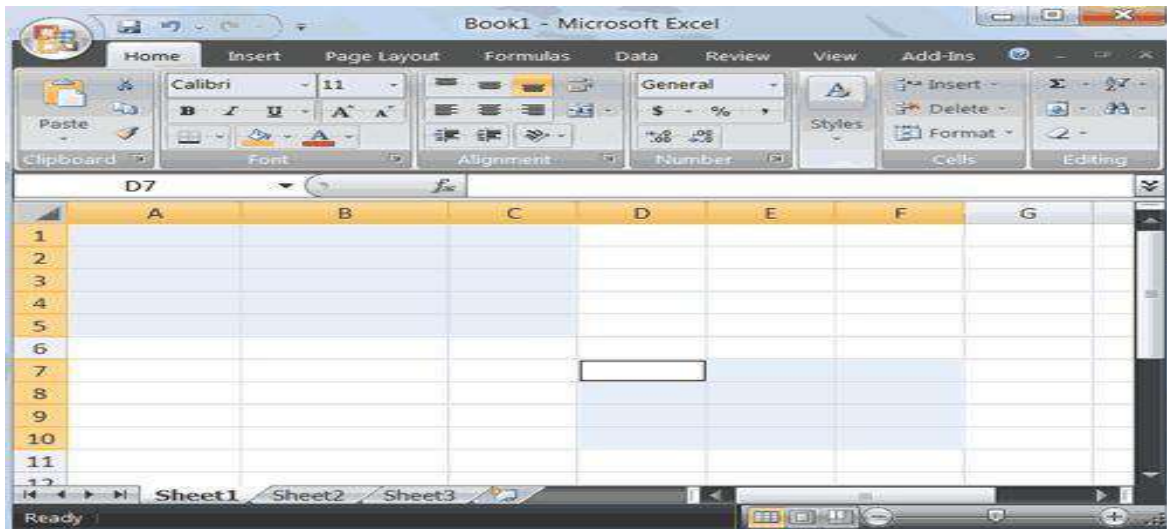 Book1 - Microsoft Excel
Home Insert Page Layout Formulas Data Review View Add-Ins
Calibri 11 General Insert
B I U A A $ % , Delete
Paste A Styles Format
Clipboard Font Alignment Number Cells Editing
D7 fx
A B C D E F G
1
2
3
4
5
6
7
8
9
10
11
12
Sheet1 Sheet2 Sheet3
Ready